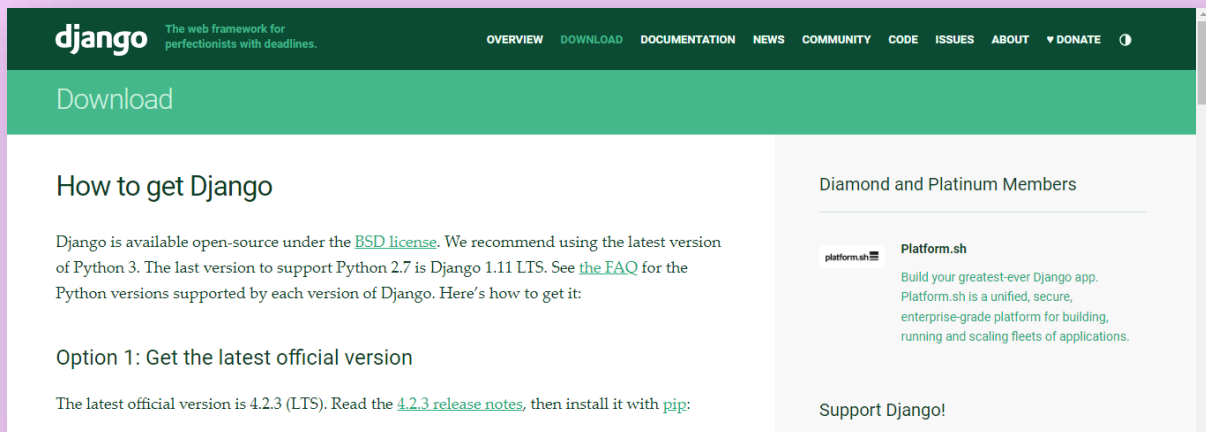 django
The web framework for
perfectionists with deadlines.
OVERVIEW DOWNLOAD DOCUMENTATION NEWS COMMUNITY CODE ISSUES ABOUT ♥ DONATE
Download
How to get Django
Django is available open-source under the BSD license. We recommend using the latest version
of Python 3. The last version to support Python 2.7 is Django 1.11 LTS. See the FAQ for the
Python versions supported by each version of Django. Here's how to get it:
Option 1: Get the latest official version
The latest official version is 4.2.3 (LTS). Read the 4.2.3 release notes, then install it with pip:
Diamond and Platinum Members
platform.sh
Platform.sh
Build your greatest-ever Django app.
Platform.sh is a unified, secure,
enterprise-grade platform for building,
running and scaling fleets of applications.
Support Django!